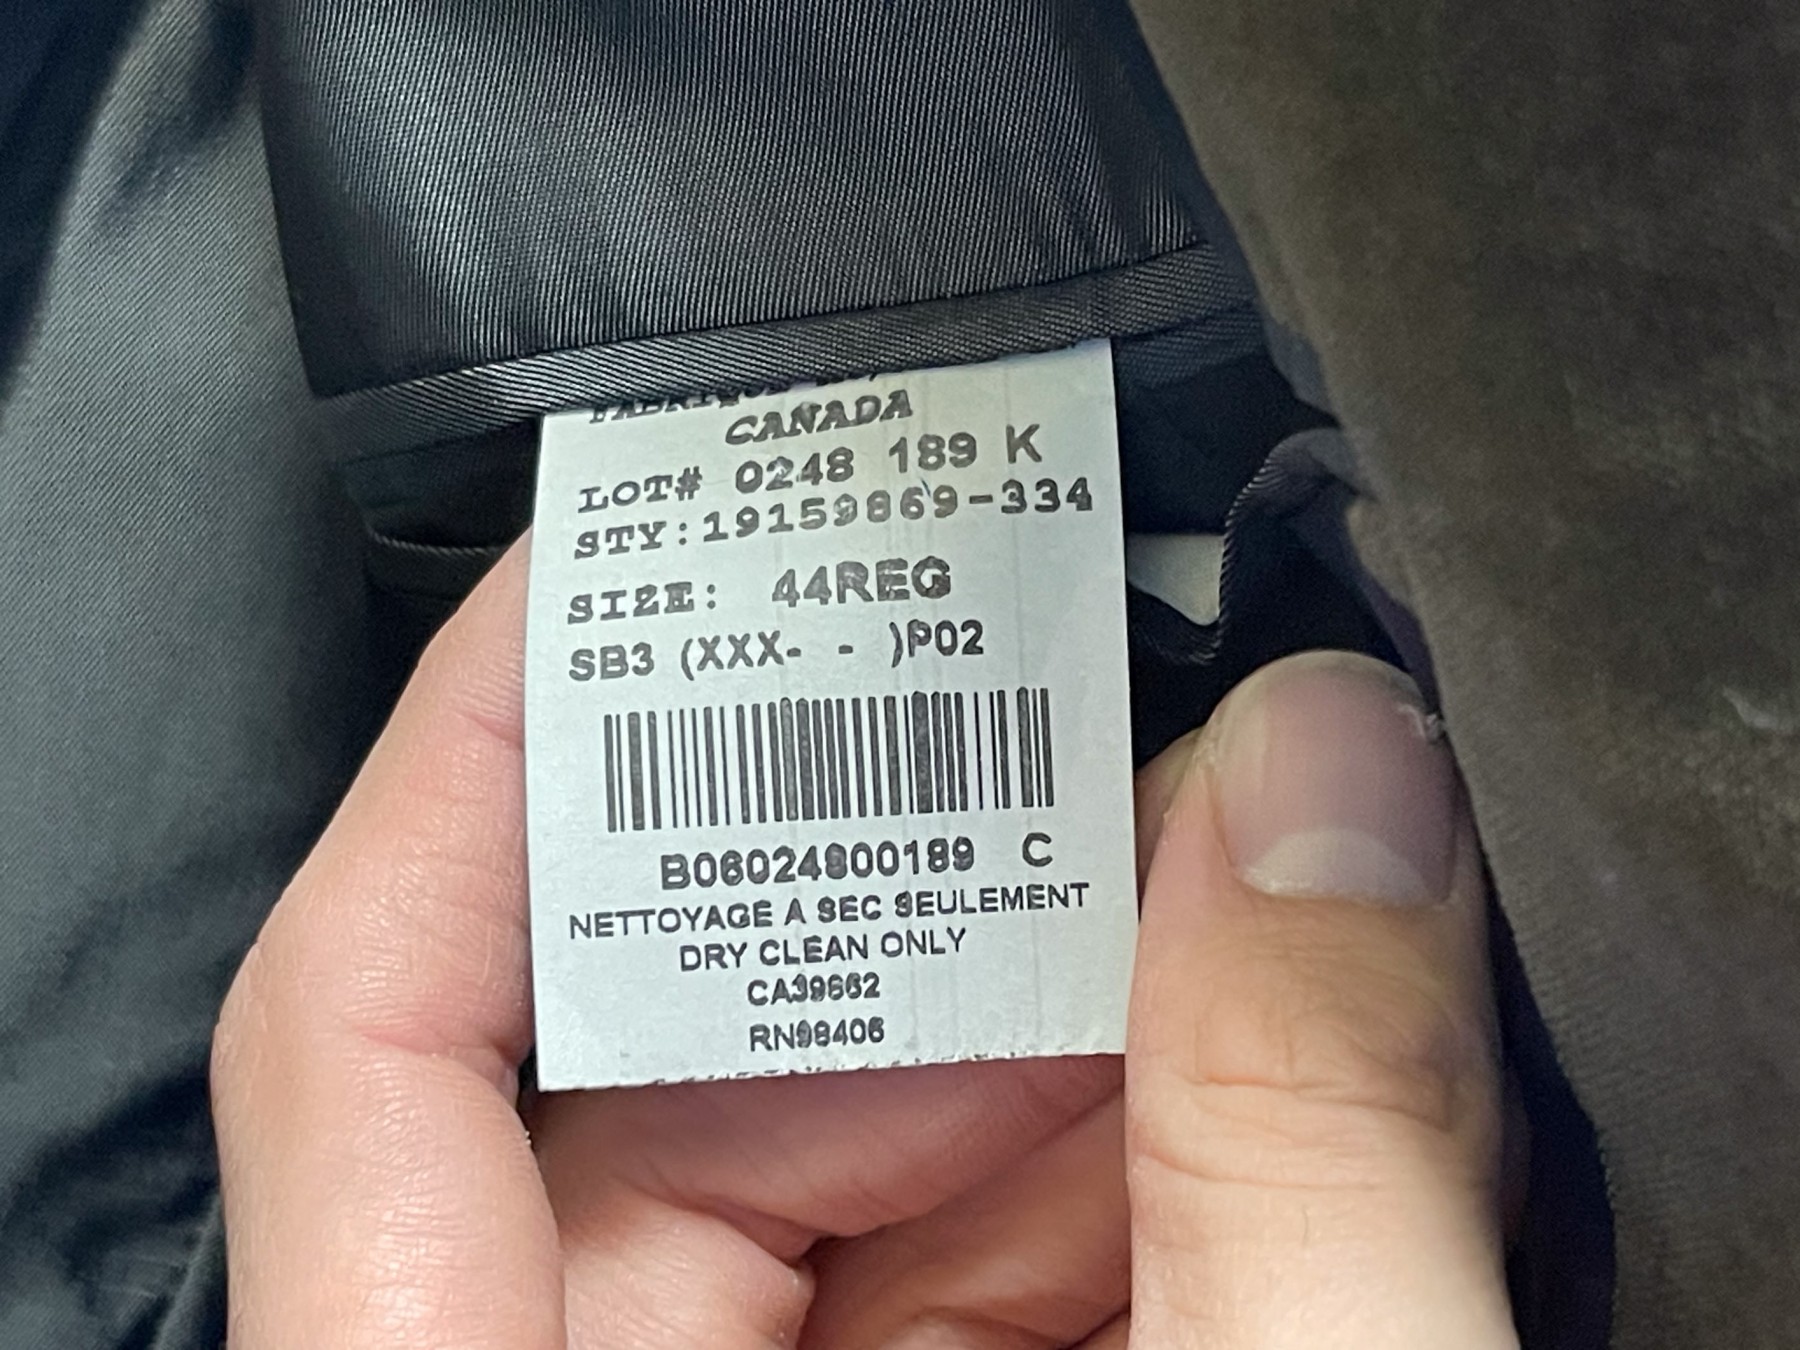 CANADA
LOT# 0248 189 K
STY:19159869-334
SIZE: 44REG
SB3 (XXX- - )P02
B06024800189 C
NETTOYAGE A SEC SEULEMENT
DRY CLEAN ONLY
CA39862
RN98406